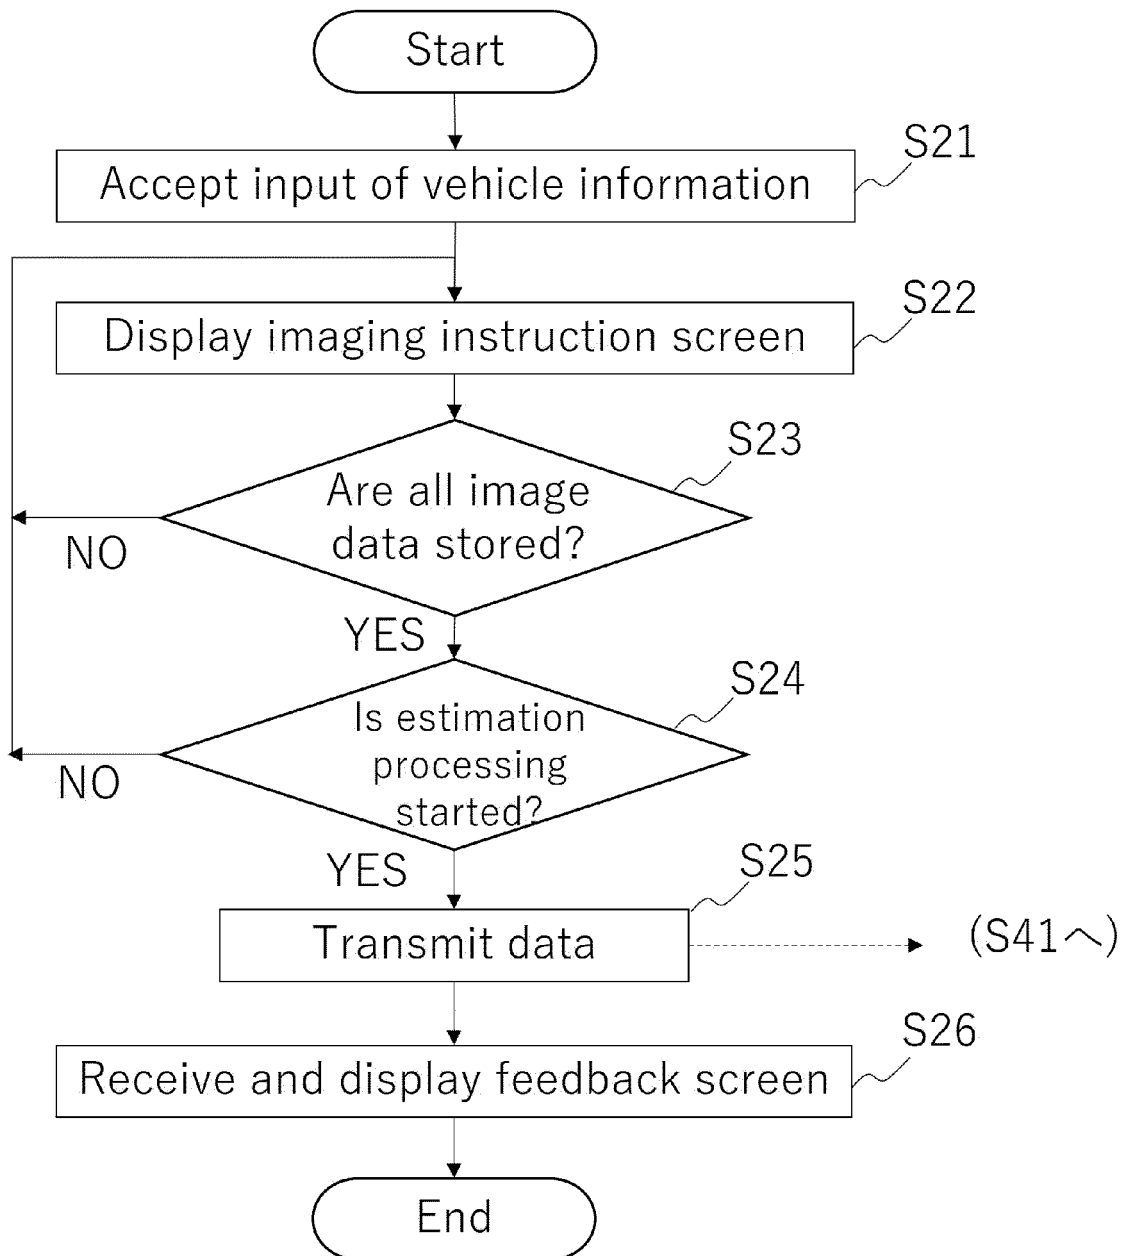 Start
S21
Accept input of vehicle information
S22
Display imaging instruction screen
S23
Are all image
data stored?
NO
YES
S24
Is estimation
processing
started?
NO
YES
S25
Transmit data
(S41へ)
S26
Receive and display feedback screen
End